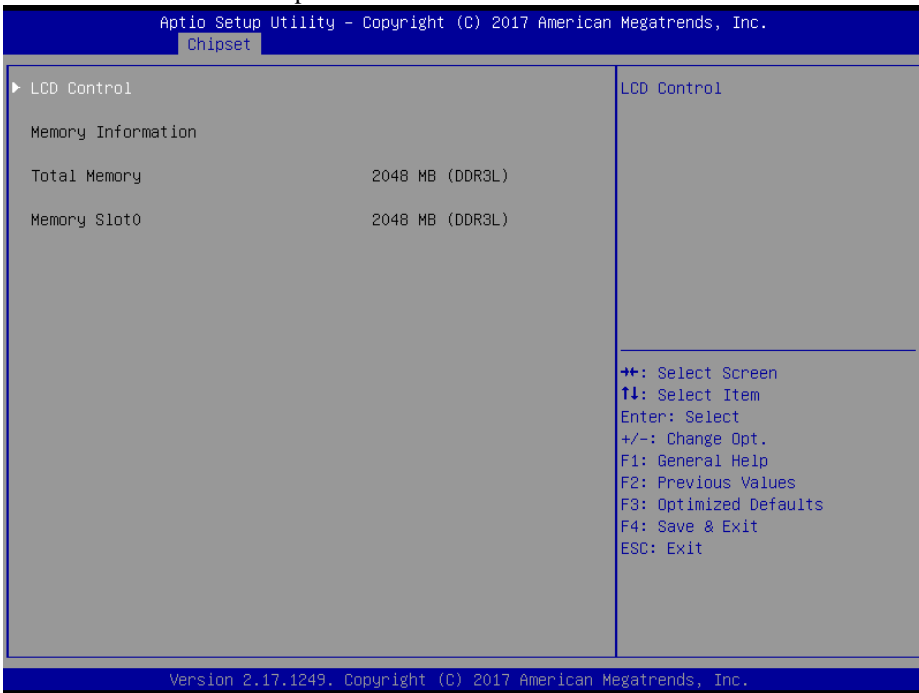 Aptio Setup Utility – Copyright (C) 2017 American Megatrends, Inc.
Chipset
LCD Control
Memory Information
Total Memory 2048 MB (DDR3L)
Memory Slot0 2048 MB (DDR3L)
LCD Control
→←: Select Screen
↑↓: Select Item
Enter: Select
+/-: Change Opt.
F1: General Help
F2: Previous Values
F3: Optimized Defaults
F4: Save & Exit
ESC: Exit
Version 2.17.1249. Copyright (C) 2017 American Megatrends, Inc.